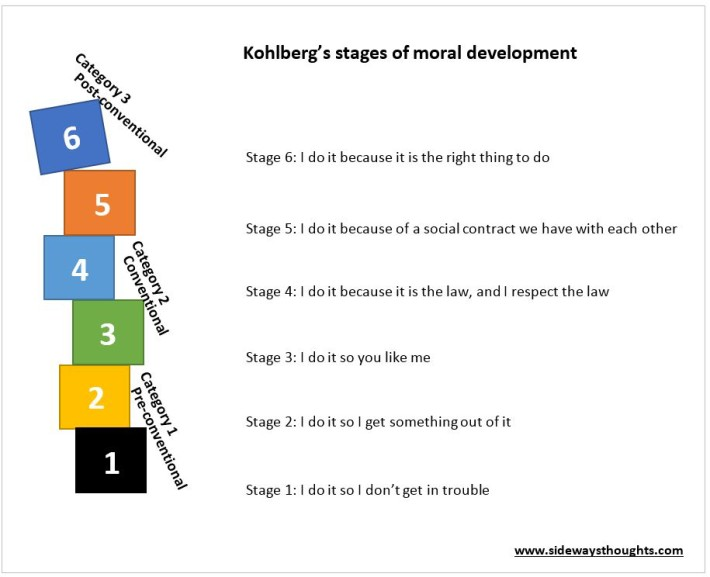 Kohlberg’s stages of moral development
Category 3
Post-conventional
6
Stage 6: I do it because it is the right thing to do
5
Stage 5: I do it because of a social contract we have with each other
Category 2
Conventional
4
Stage 4: I do it because it is the law, and I respect the law
3
Stage 3: I do it so you like me
Category 1
Pre-conventional
2
Stage 2: I do it so I get something out of it
1
Stage 1: I do it so I don’t get in trouble
www.sidewaysthoughts.com